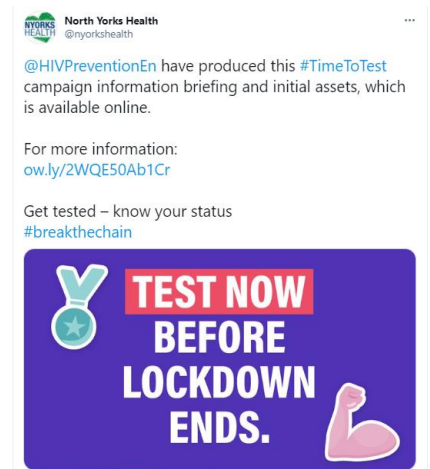 NYORKS
HEALTH
North Yorks Health
@nyorkshealth
...
@HIVPreventionEn have produced this #TimeToTest
campaign information briefing and initial assets, which
is available online.
For more information:
ow.ly/2WQE50Ab1Cr
Get tested – know your status
#breakthechain
TEST NOW
BEFORE
LOCKDOWN
ENDS.